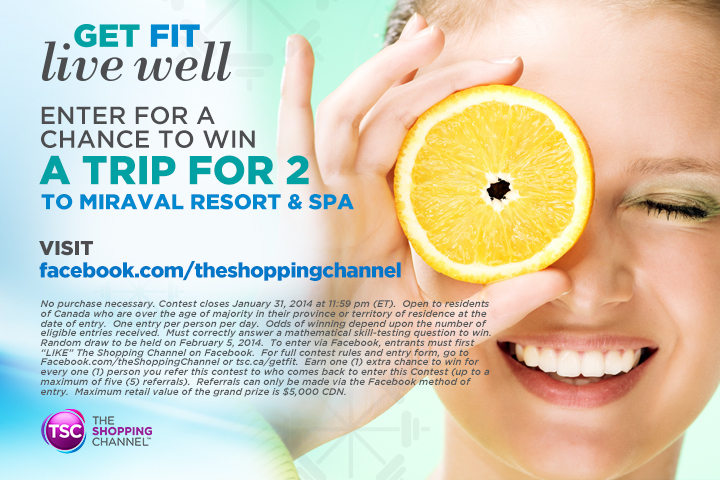 GET FIT
live well
ENTER FOR A
CHANCE TO WIN
A TRIP FOR 2
TO MIRAVAL RESORT & SPA
VISIT
facebook.com/theshoppingchannel
No purchase necessary. Contest closes January 31, 2014 at 11:59 pm (ET). Open to residents
of Canada who are over the age of majority in their province or territory of residence at the
date of entry. One entry per person per day. Odds of winning depend upon the number of
eligible entries received. Must correctly answer a mathematical skill-testing question to win.
Random draw to be held on February 5, 2014. To enter via Facebook, entrants must first
"LIKE" The Shopping Channel on Facebook. For full contest rules and entry form, go to
Facebook.com/theShoppingChannel or tsc.ca/getfit. Earn one (1) extra chance to win for
every one (1) person you refer this contest to who comes back to enter this Contest (up to a
maximum of five (5) referrals). Referrals can only be made via the Facebook method of
entry. Maximum retail value of the grand prize is $5,000 CDN.
TSC THE
SHOPPING
CHANNEL™